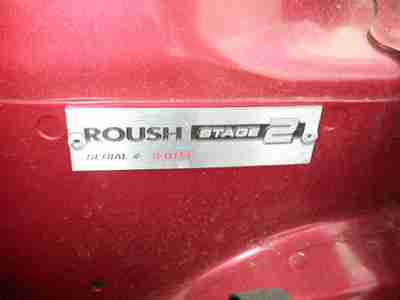 ROUSH STAGE 2
SERIAL #